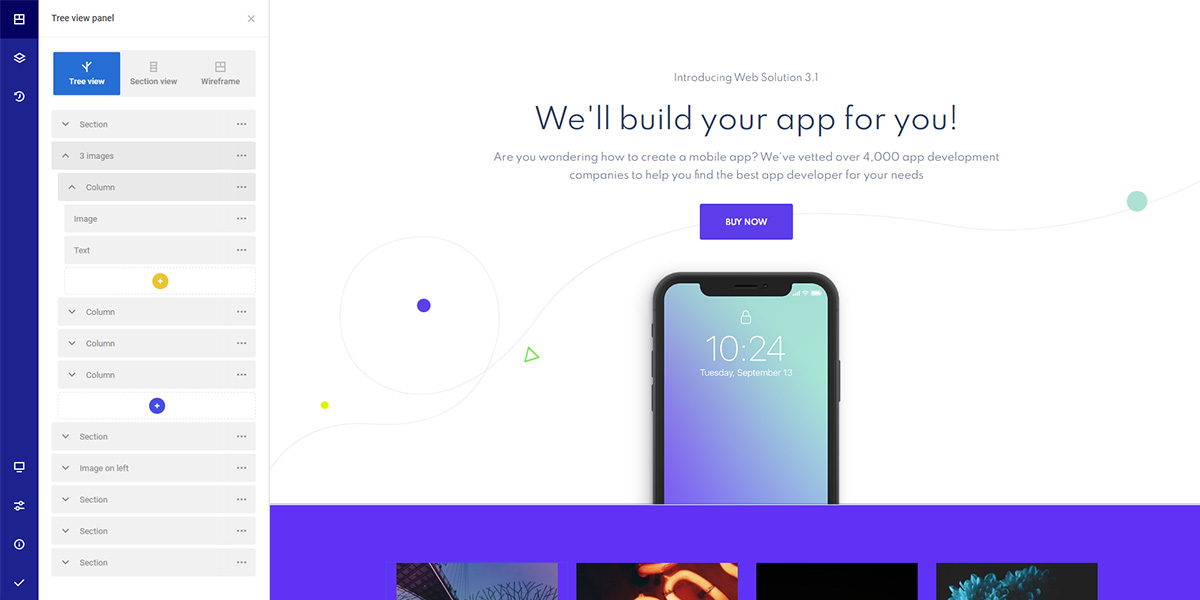 Tree view panel
Tree view
Section view
Wireframe
Section
3 images
Column
Image
Text
Column
Column
Column
Section
Image on left
Section
Section
Section
Introducing Web Solution 3.1
We'll build your app for you!
Are you wondering how to create a mobile app? We've vetted over 4,000 app development
companies to help you find the best app developer for your needs
BUY NOW
10:24
Tuesday, September 13